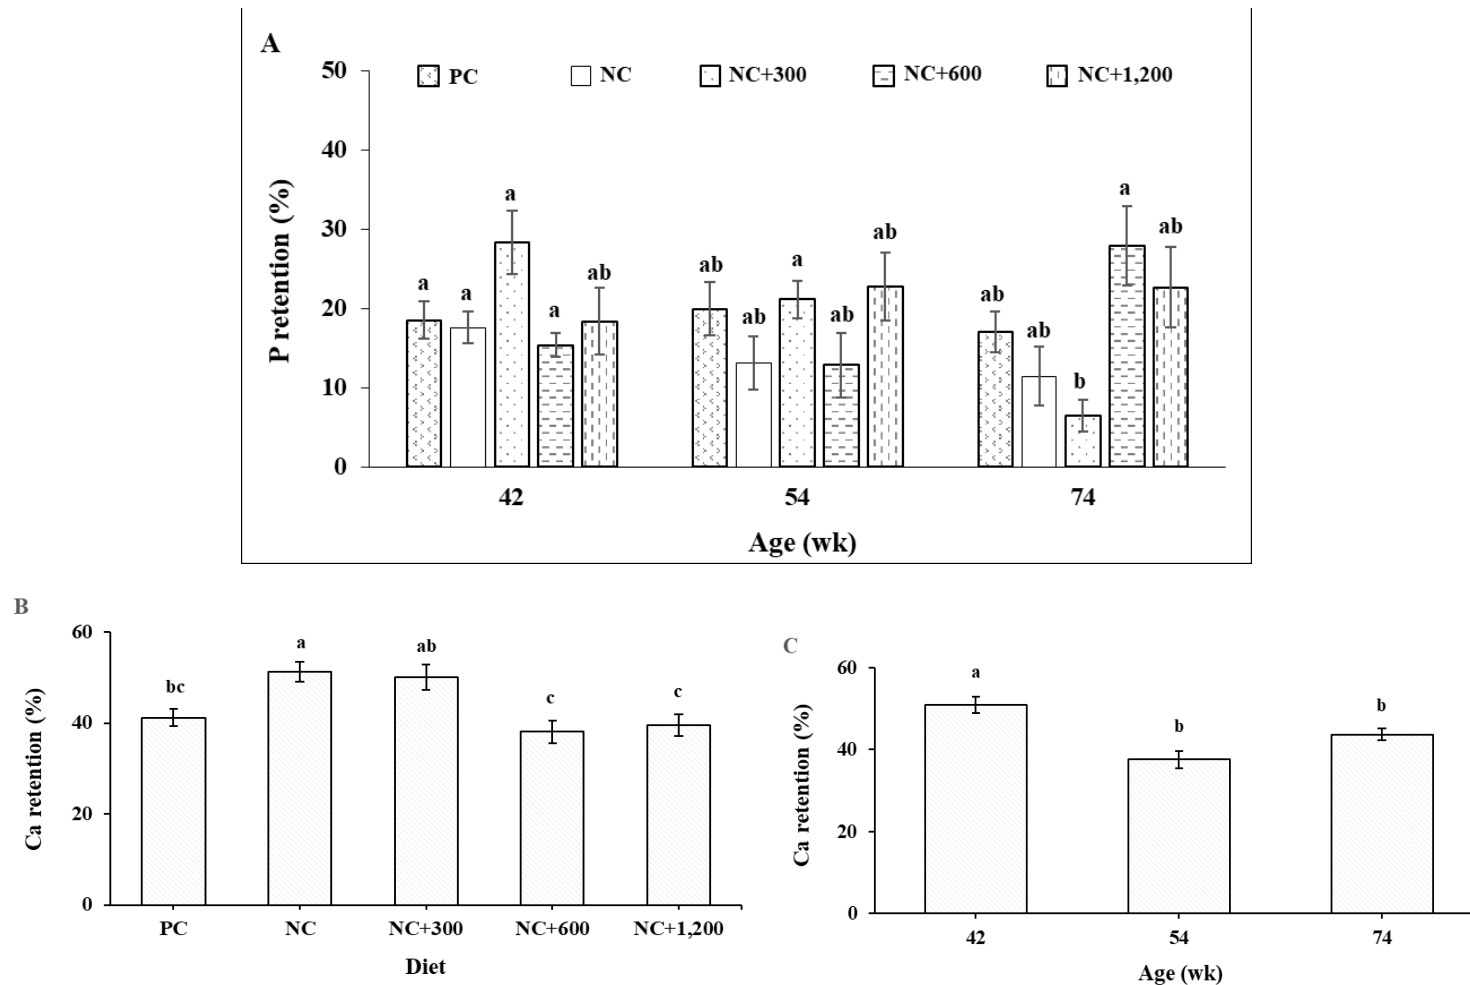 A
PC NC NC+300 NC+600 NC+1,200
50
40
30
20
10
0
P retention (%)
a a a a ab
ab ab a ab ab
ab ab b a ab
42 54 74
Age (wk)
B
60
40
20
0
Ca retention (%)
bc a ab c c
PC NC NC+300 NC+600 NC+1,200
Diet
C
60
40
20
0
Ca retention (%)
a b b
42 54 74
Age (wk)